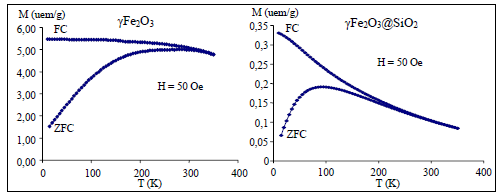 M (uem/g)
γFe2O3
6,00
5,00
4,00
3,00
2,00
1,00
0,00
FC
H = 50 Oe
ZFC
0
100
200
300
400
T (K)
M (uem/g)
γFe2O3@SiO2
0,35
0,3
0,25
0,2
0,15
0,1
0,05
0
FC
H = 50 Oe
ZFC
0
100
200
300
400
T (K)